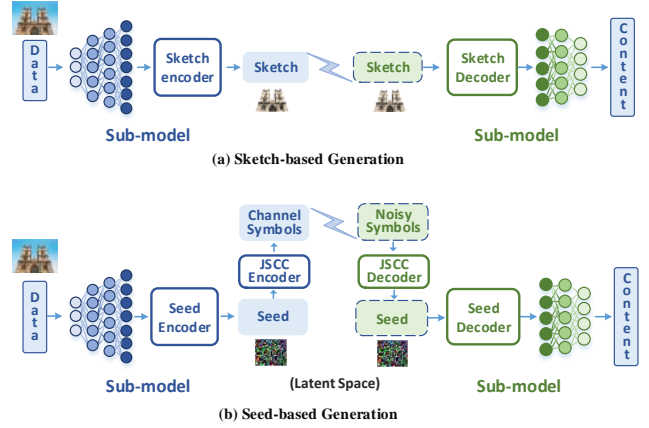 Data
Sketch
encoder
Sketch
Sketch
Sketch
Decoder
Content
Sub-model
Sub-model
(a) Sketch-based Generation
Channel
Symbols
Noisy
Symbols
JSCC
Encoder
JSCC
Decoder
Data
Seed
Encoder
Seed
Seed
Seed
Decoder
Content
Sub-model
(Latent Space)
Sub-model
(b) Seed-based Generation